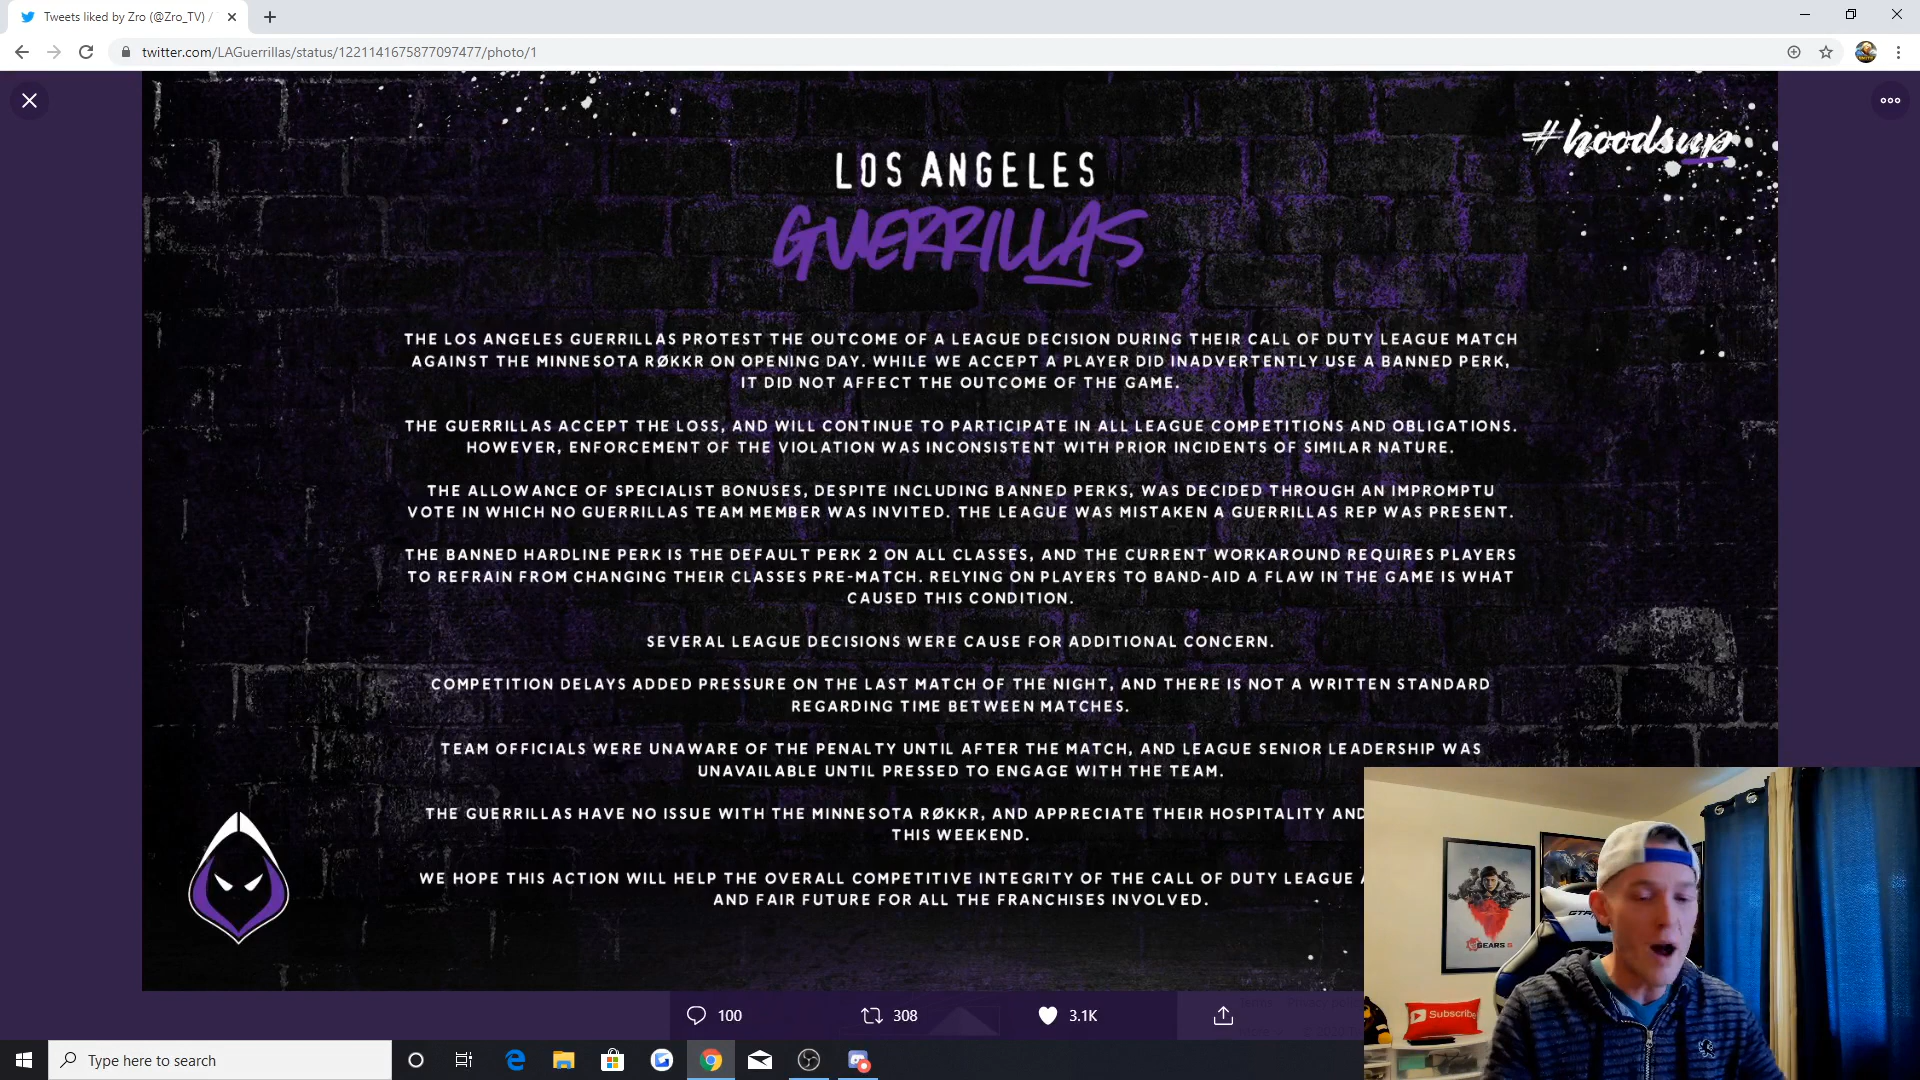 Tweets liked by Zro (@Zro_TV) /
twitter.com/LAGuerrillas/status/1221141675877097477/photo/1
#hoodsup
LOS ANGELES
GUERRILLAS
THE LOS ANGELES GUERRILLAS PROTEST THE OUTCOME OF A LEAGUE DECISION DURING THEIR CALL OF DUTY LEAGUE MATCH
AGAINST THE MINNESOTA RØKKR ON OPENING DAY. WHILE WE ACCEPT A PLAYER DID INADVERTENTLY USE A BANNED PERK,
IT DID NOT AFFECT THE OUTCOME OF THE GAME.
THE GUERRILLAS ACCEPT THE LOSS, AND WILL CONTINUE TO PARTICIPATE IN ALL LEAGUE COMPETITIONS AND OBLIGATIONS.
HOWEVER, ENFORCEMENT OF THE VIOLATION WAS INCONSISTENT WITH PRIOR INCIDENTS OF SIMILAR NATURE.
THE ALLOWANCE OF SPECIALIST BONUSES, DESPITE INCLUDING BANNED PERKS, WAS DECIDED THROUGH AN IMPROMPTU
VOTE IN WHICH NO GUERRILLAS TEAM MEMBER WAS INVITED. THE LEAGUE WAS MISTAKEN A GUERRILLAS REP WAS PRESENT.
THE BANNED HARDLINE PERK IS THE DEFAULT PERK 2 ON ALL CLASSES, AND THE CURRENT WORKAROUND REQUIRES PLAYERS
TO REFRAIN FROM CHANGING THEIR CLASSES PRE-MATCH. RELYING ON PLAYERS TO BAND-AID A FLAW IN THE GAME IS WHAT
CAUSED THIS CONDITION.
SEVERAL LEAGUE DECISIONS WERE CAUSE FOR ADDITIONAL CONCERN.
COMPETITION DELAYS ADDED PRESSURE ON THE LAST MATCH OF THE NIGHT, AND THERE IS NOT A WRITTEN STANDARD
REGARDING TIME BETWEEN MATCHES.
TEAM OFFICIALS WERE UNAWARE OF THE PENALTY UNTIL AFTER THE MATCH, AND LEAGUE SENIOR LEADERSHIP WAS
UNAVAILABLE UNTIL PRESSED TO ENGAGE WITH THE TEAM.
THE GUERRILLAS HAVE NO ISSUE WITH THE MINNESOTA RØKKR, AND APPRECIATE THEIR HOSPITALITY AND
THIS WEEKEND.
WE HOPE THIS ACTION WILL HELP THE OVERALL COMPETITIVE INTEGRITY OF THE CALL OF DUTY LEAGUE
AND FAIR FUTURE FOR ALL THE FRANCHISES INVOLVED.
GEARS 5
Subscribe
100
308
3.1K
Type here to search